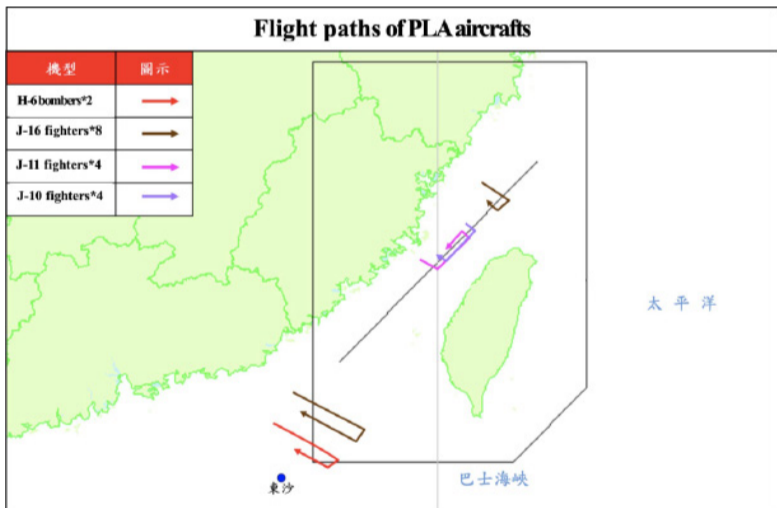 Flight paths of PLA aircrafts
機型 圖示
H-6 bombers*2
J-16 fighters*8
J-11 fighters*4
J-10 fighters*4
太平洋
巴士海峽
東沙